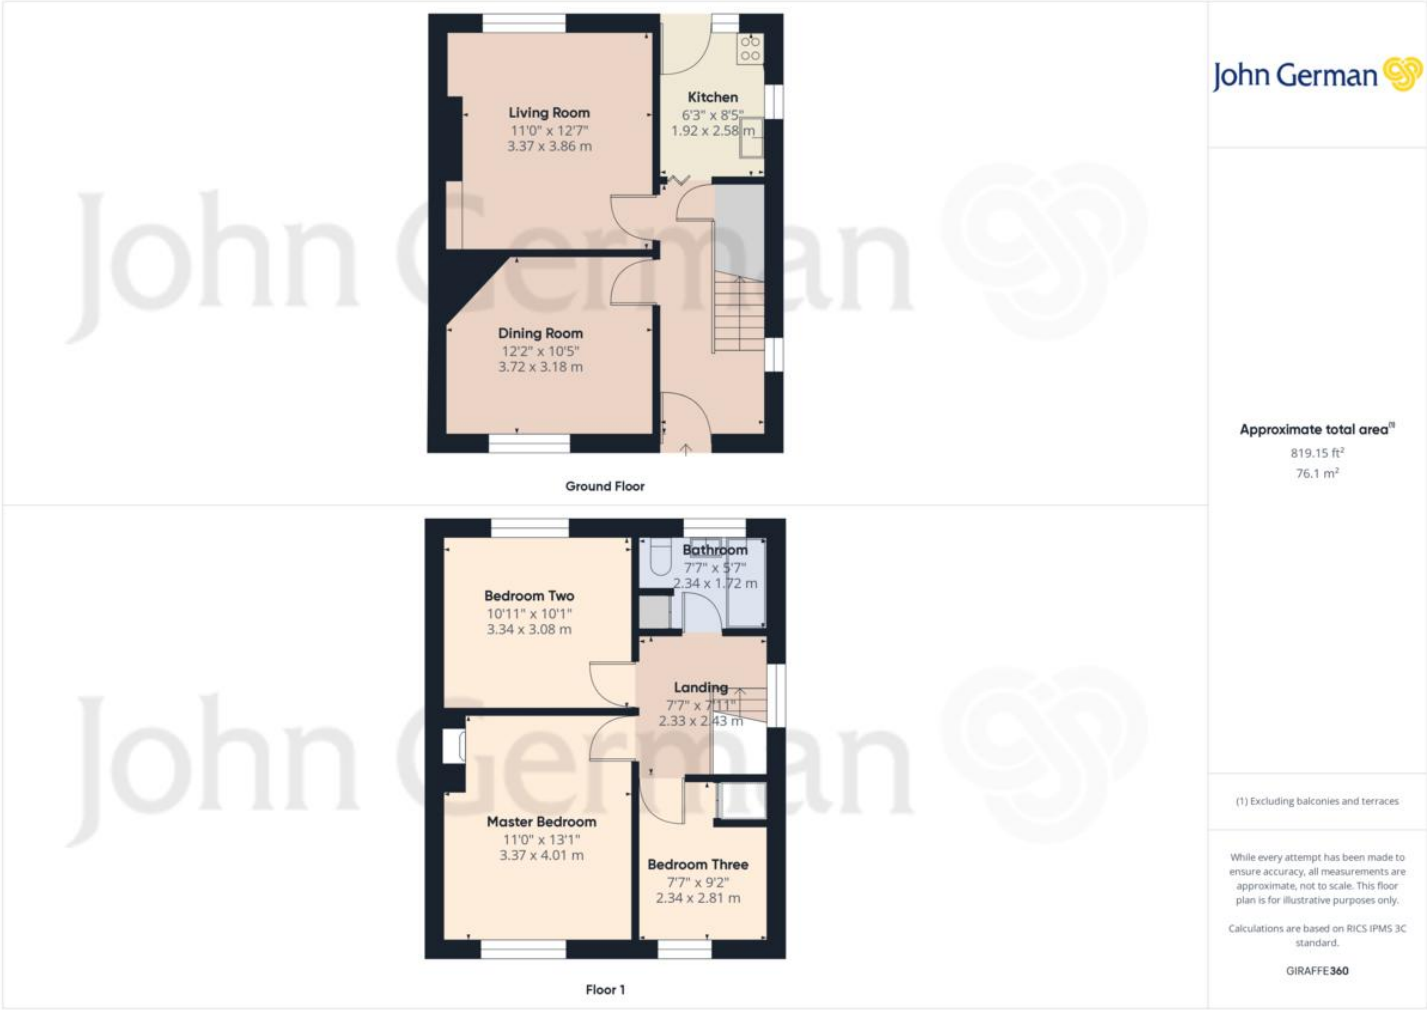 John German
Living Room
11'0" x 12'7"
3.37 x 3.86 m
Kitchen
6'3" x 8'5"
1.92 x 2.58 m
Dining Room
12'2" x 10'5"
3.72 x 3.18 m
John German
Ground Floor
Bedroom Two
10'11" x 10'1"
3.34 x 3.08 m
Bathroom
7'7" x 5'7"
2.34 x 1.72 m
Landing
7'7" x 7'11"
2.33 x 2.43 m
Master Bedroom
11'0" x 13'1"
3.37 x 4.01 m
Bedroom Three
7'7" x 9'2"
2.34 x 2.81 m
John German
Floor 1
Approximate total area(1)
819.15 ft²
76.1 m²
(1) Excluding balconies and terraces
While every attempt has been made to
ensure accuracy, all measurements are
approximate, not to scale. This floor
plan is for illustrative purposes only.
Calculations are based on RICS IPMS 3C
standard.
GIRAFFE360